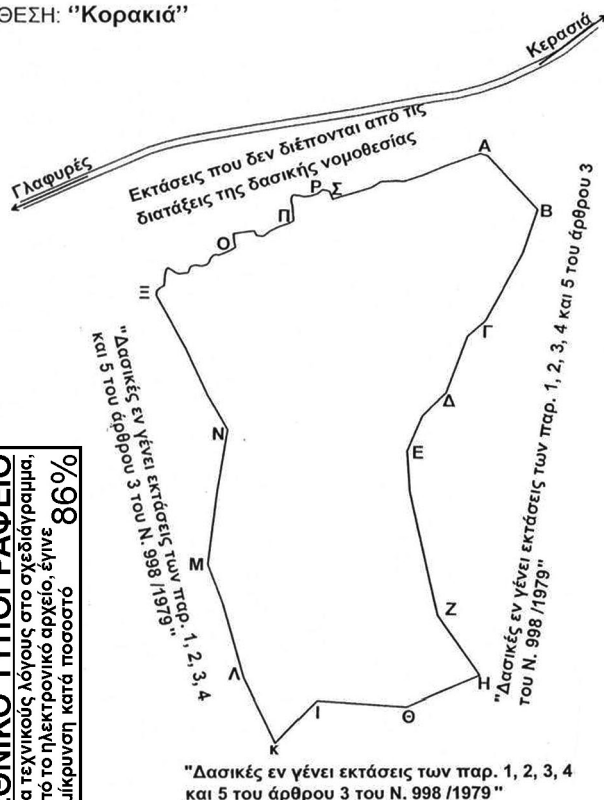 ΘΕΣΗ: "Κορακιά"
Κερασιά
Γλαφυρές
Εκτάσεις που δεν διέπονται από τις
διατάξεις της δασικής νομοθεσίας
Α
Β
Γ
Δ
Ε
Ζ
Η
Θ
Ι
Κ
Λ
Μ
Ν
Ξ
Ο
Π
Ρ
Σ
"Δασικές εν γένει εκτάσεις των παρ. 1, 2, 3, 4 και 5 του άρθρου 3
του Ν. 998 /1979"
"Δασικές εν γένει εκτάσεις των παρ. 1, 2, 3, 4
και 5 του άρθρου 3 του Ν. 998 /1979"
"Δασικές εν γένει εκτάσεις των παρ. 1, 2, 3, 4
και 5 του άρθρου 3 του Ν. 998 /1979"
τεχνικούς λόγους στο σχεδιάγραμμα,
το ηλεκτρονικό αρχείο, έγινε
μίκρυνση κατά ποσοστό 86%